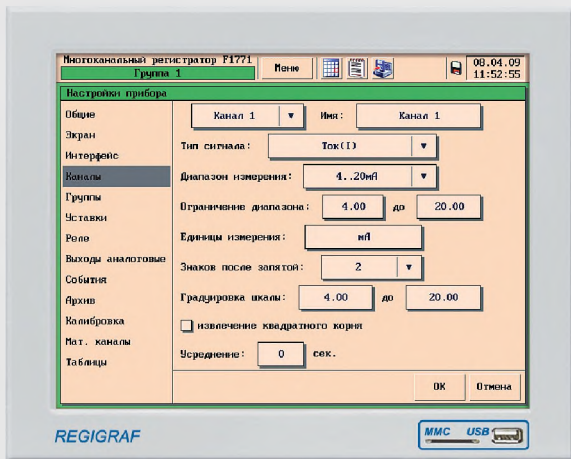 Многоканальный регистратор F1771
Группа 1
Меню
08.04.09
11:52:55
Настройки прибора
Общие
Экран
Интерфейс
Каналы
Группы
Уставки
Реле
Выходы аналоговые
События
Архив
Калибровка
Мат. каналы
Таблицы
Канал 1 Имя: Канал 1
Тип сигнала: Ток(I)
Диапазон измерения: 4..20мА
Ограничение диапазона: 4.00 до 20.00
Единицы измерения: мА
Знаков после запятой: 2
Градуировка шкалы: 4.00 до 20.00
извлечение квадратного корня
Усреднение: 0 сек.
ОК Отмена
REGIGRAF
MMC USB